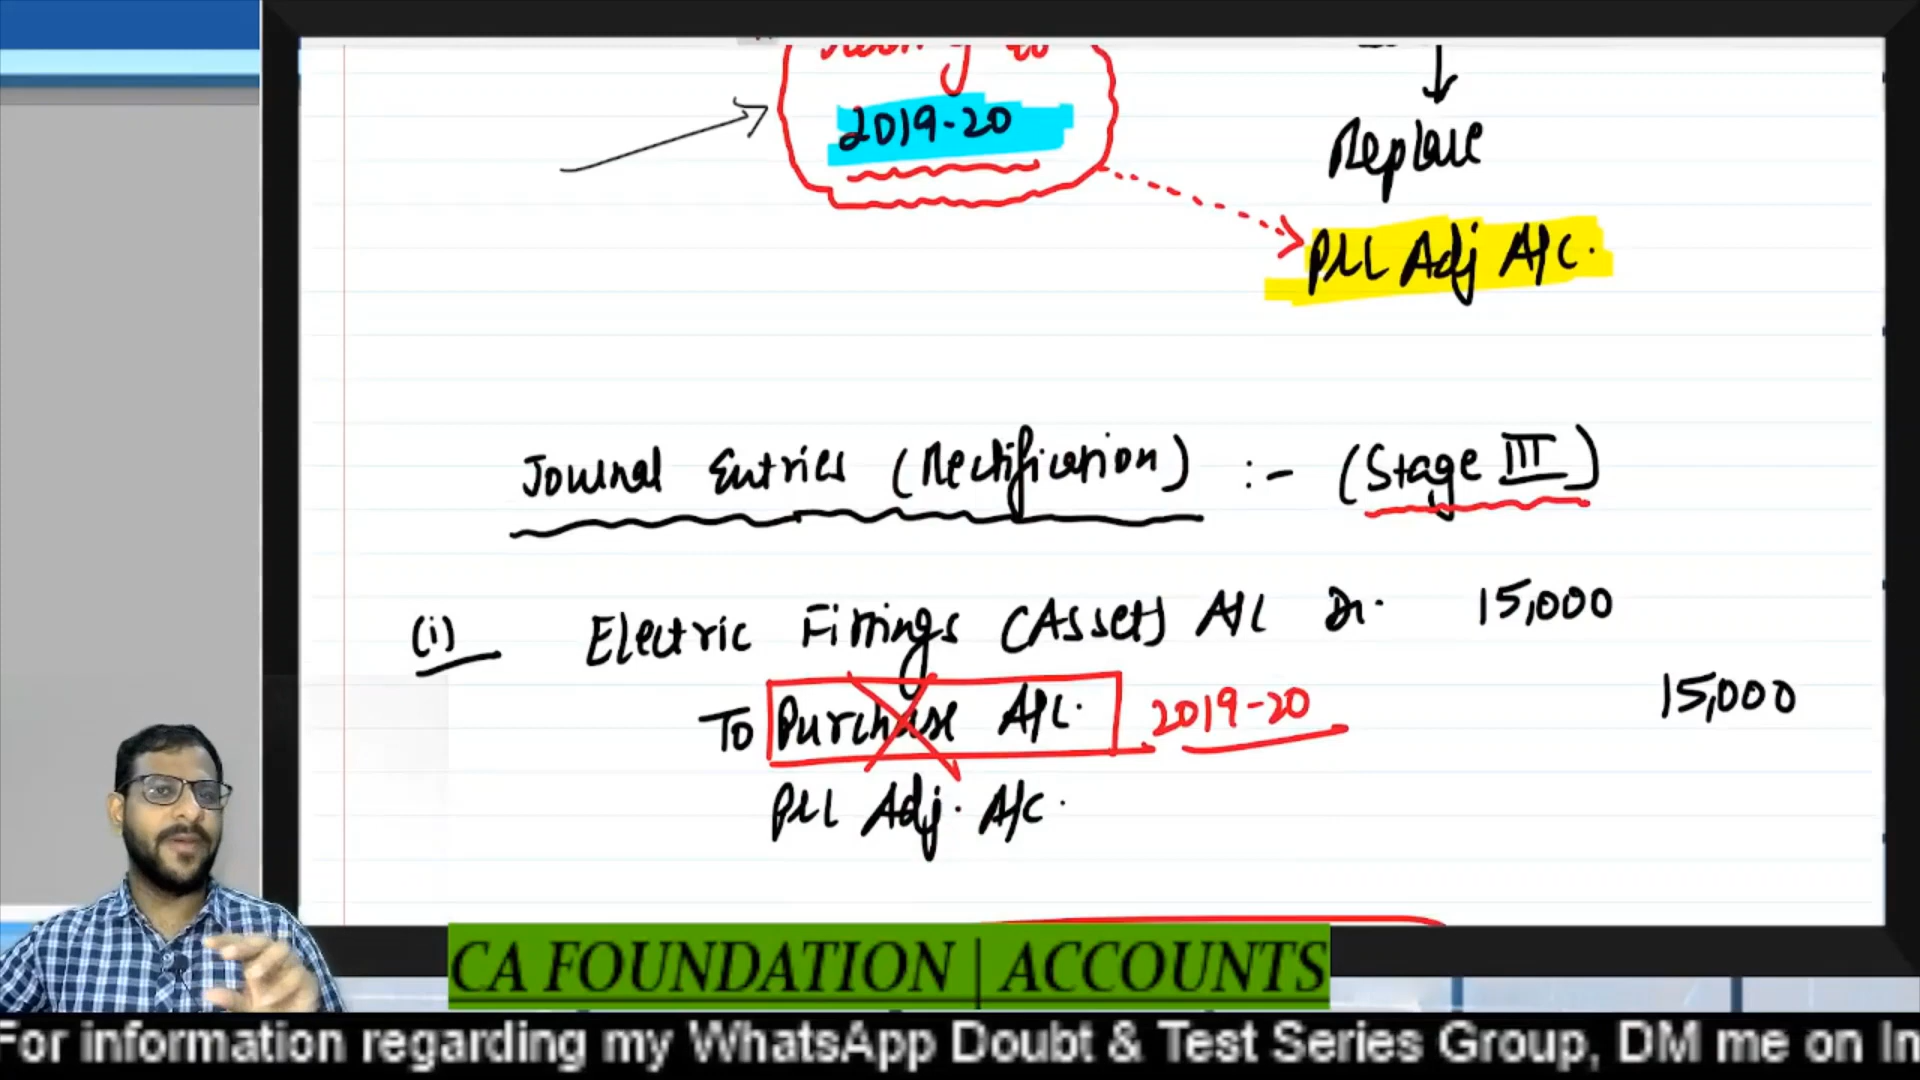 2019-20
Replace
P&L Adj A/c.
Journal Entries (Rectification) :- (Stage III)
(i) Electric Fittings (Assets) A/c Dr. 15,000
To Purchase A/c. 2019-20 15,000
P&L Adj. A/c.
CA FOUNDATION | ACCOUNTS
For information regarding my WhatsApp Doubt & Test Series Group, DM me on In